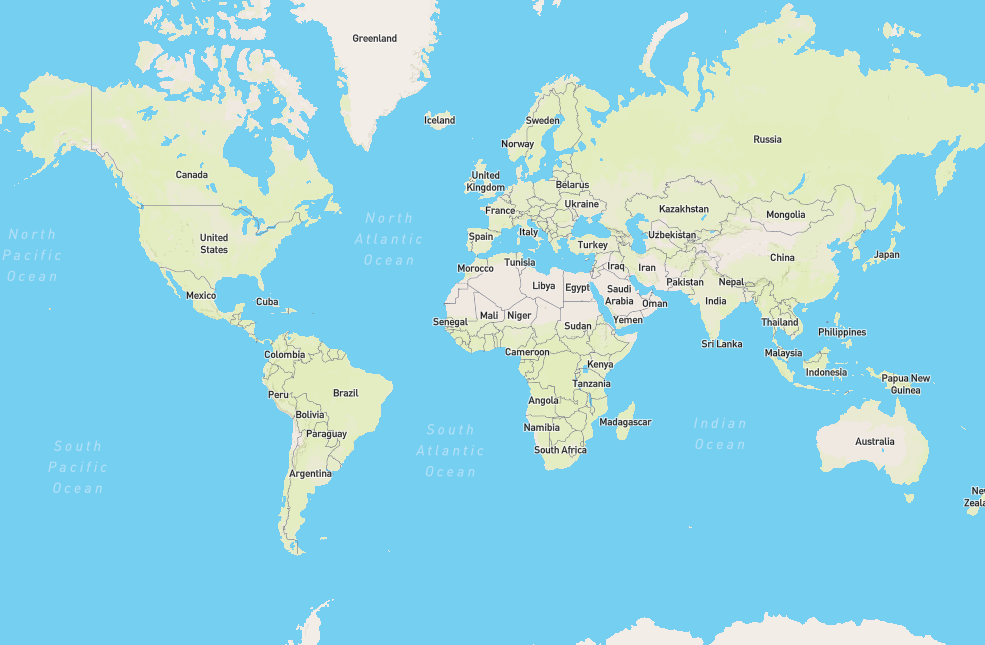 Greenland
Iceland
Sweden
Norway
Russia
Canada
United
Kingdom
Belarus
Ukraine
Kazakhstan
Mongolia
France
North
Atlantic
Ocean
North
Pacific
Ocean
United
States
Spain
Italy
Turkey
Uzbekistan
China
Japan
Morocco
Tunisia
Iraq
Iran
Pakistan
Nepal
Libya
Egypt
Saudi
Arabia
Oman
India
Mexico
Cuba
Senegal
Mali
Niger
Sudan
Yemen
Thailand
Philippines
Sri Lanka
Malaysia
Colombia
Cameroon
Kenya
Indonesia
Papua New
Guinea
Tanzania
Peru
Brazil
Angola
Bolivia
Namibia
Madagascar
Paraguay
South Africa
Australia
South
Pacific
Ocean
South
Atlantic
Ocean
Indian
Ocean
Argentina
Ne
Zeala